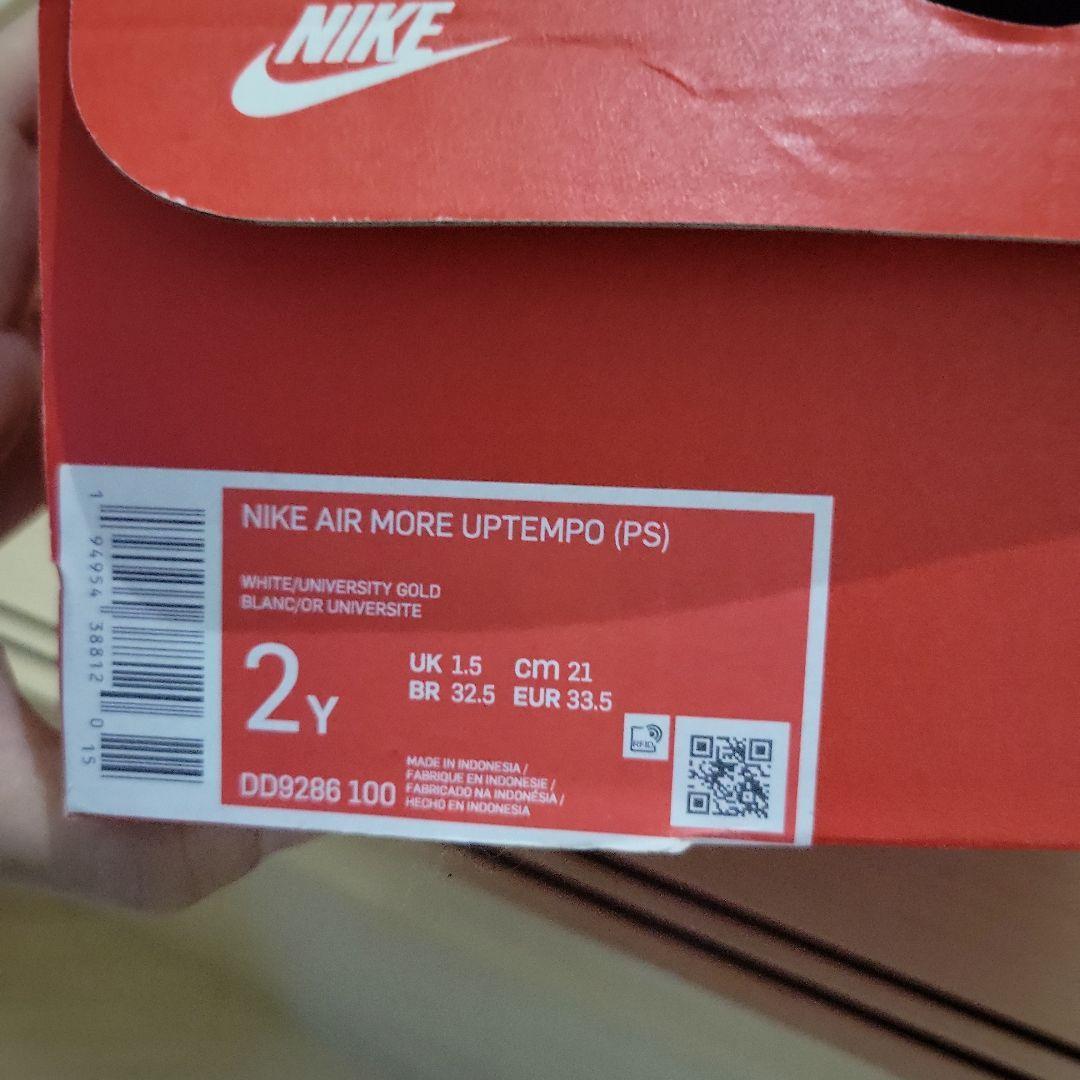 NIKE
NIKE AIR MORE UPTEMPO (PS)
WHITE/UNIVERSITY GOLD
BLANC/OR UNIVERSITE
2Y
UK 1.5 cm 21
BR 32.5 EUR 33.5
RFID
DD9286 100
MADE IN INDONESIA /
FABRIQUE EN INDONESIE /
FABRICADO NA INDONÉSIA /
HECHO EN INDONESIA
1 94954 38812 0 15